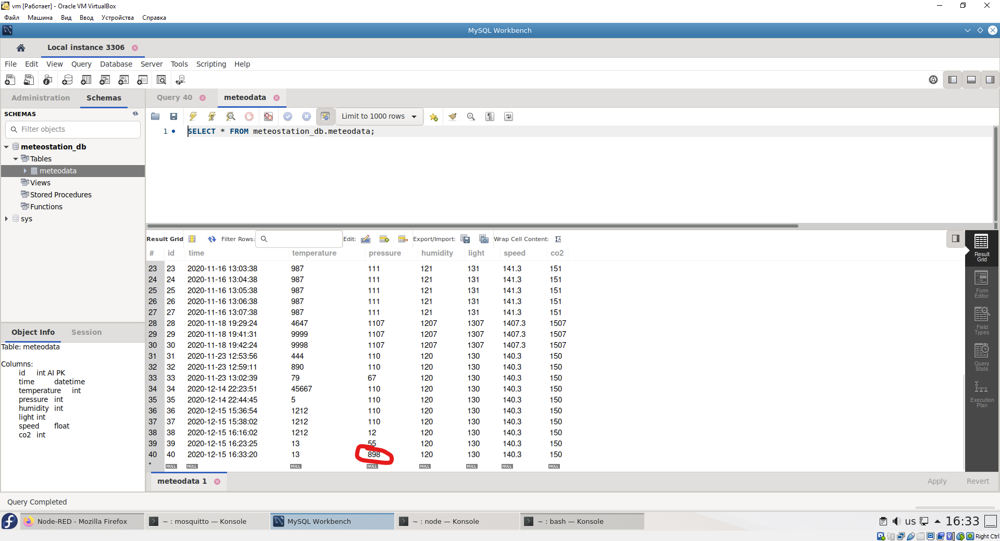 vm [Работает] - Oracle VM VirtualBox
Файл Машина Вид Ввод Устройства Справка
MySQL Workbench
Local instance 3306
File Edit View Query Database Server Tools Scripting Help
Administration Schemas
Query 40 meteodata
SCHEMAS
Filter objects
Limit to 1000 rows
1 SELECT * FROM meteostation_db.meteodata;
meteostation_db
Tables
meteodata
Views
Stored Procedures
Functions
sys
Result Grid Filter Rows: Edit: Export/Import: Wrap Cell Content:
# id time temperature pressure humidity light speed co2
23 23 2020-11-16 13:03:38 987 111 121 131 141.3 151
24 24 2020-11-16 13:04:38 987 111 121 131 141.3 151
25 25 2020-11-16 13:05:38 987 111 121 131 141.3 151
26 26 2020-11-16 13:06:38 987 111 121 131 141.3 151
27 27 2020-11-16 13:07:38 987 111 121 131 141.3 151
28 28 2020-11-18 19:29:24 4647 1107 1207 1307 1407.3 1507
29 29 2020-11-18 19:41:31 9999 1107 1207 1307 1407.3 1507
30 30 2020-11-18 19:42:24 9998 1107 1207 1307 1407.3 1507
31 31 2020-11-23 12:53:56 444 110 120 130 140.3 150
32 32 2020-11-23 12:59:11 890 110 120 130 140.3 150
33 33 2020-11-23 13:02:39 79 67 120 130 140.3 150
34 34 2020-12-14 22:23:51 45667 110 120 130 140.3 150
35 35 2020-12-14 22:44:45 5 110 120 130 140.3 150
36 36 2020-12-15 15:36:54 1212 110 120 130 140.3 150
37 37 2020-12-15 15:38:02 1212 110 120 130 140.3 150
38 38 2020-12-15 16:16:02 1212 12 120 130 140.3 150
39 39 2020-12-15 16:23:25 13 55 120 130 140.3 150
40 40 2020-12-15 16:33:20 13 898 120 130 140.3 150
* NULL NULL NULL NULL NULL NULL NULL NULL
Result
Grid
Form
Editor
Field
Types
Query
Stats
Execution
Plan
Object Info Session
Table: meteodata
Columns:
id int AI PK
time datetime
temperature int
pressure int
humidity int
light int
speed float
co2 int
meteodata 1 Apply Revert
Query Completed
Node-RED - Mozilla Firefox ~ : mosquitto — Konsole MySQL Workbench ~ : node — Konsole ~ : bash — Konsole us 16:33
Right Ctrl